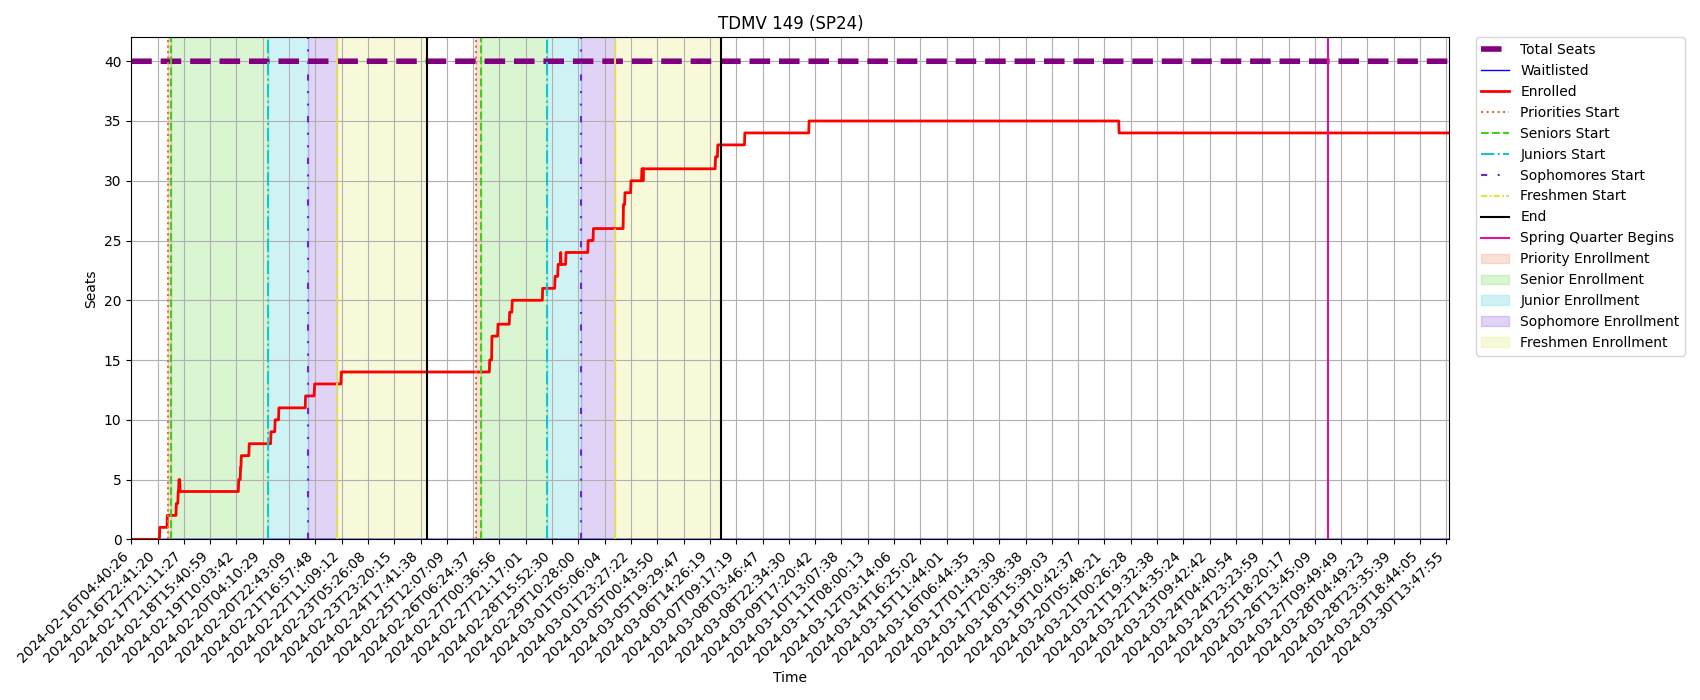 TDMV 149 (SP24)
40
35
30
25
20
15
10
5
0
Seats
2024-02-16T04:40:26
2024-02-16T22:41:20
2024-02-17T21:11:27
2024-02-18T15:40:59
2024-02-19T10:03:42
2024-02-20T04:10:29
2024-02-20T22:43:09
2024-02-21T16:57:48
2024-02-22T11:09:12
2024-02-23T05:26:08
2024-02-23T23:20:15
2024-02-24T17:41:38
2024-02-25T12:07:09
2024-02-26T06:24:37
2024-02-27T00:36:56
2024-02-27T21:17:01
2024-02-28T15:52:30
2024-02-29T10:28:00
2024-03-01T05:06:04
2024-03-01T23:27:22
2024-03-05T00:43:50
2024-03-05T19:29:47
2024-03-06T14:26:19
2024-03-07T09:17:19
2024-03-08T03:46:47
2024-03-08T22:34:30
2024-03-09T17:20:42
2024-03-10T13:07:38
2024-03-11T08:00:13
2024-03-12T03:14:06
2024-03-14T16:25:02
2024-03-15T11:44:01
2024-03-16T06:44:35
2024-03-17T01:43:30
2024-03-17T20:38:38
2024-03-18T15:39:03
2024-03-19T10:42:37
2024-03-20T05:48:21
2024-03-21T00:26:28
2024-03-21T19:32:38
2024-03-22T14:35:24
2024-03-23T09:42:42
2024-03-24T04:40:54
2024-03-24T23:23:59
2024-03-25T18:20:17
2024-03-26T13:45:09
2024-03-27T09:49:49
2024-03-28T04:49:23
2024-03-28T23:35:39
2024-03-29T18:44:05
2024-03-30T13:47:55
Time
Total Seats
Waitlisted
Enrolled
Priorities Start
Seniors Start
Juniors Start
Sophomores Start
Freshmen Start
End
Spring Quarter Begins
Priority Enrollment
Senior Enrollment
Junior Enrollment
Sophomore Enrollment
Freshmen Enrollment